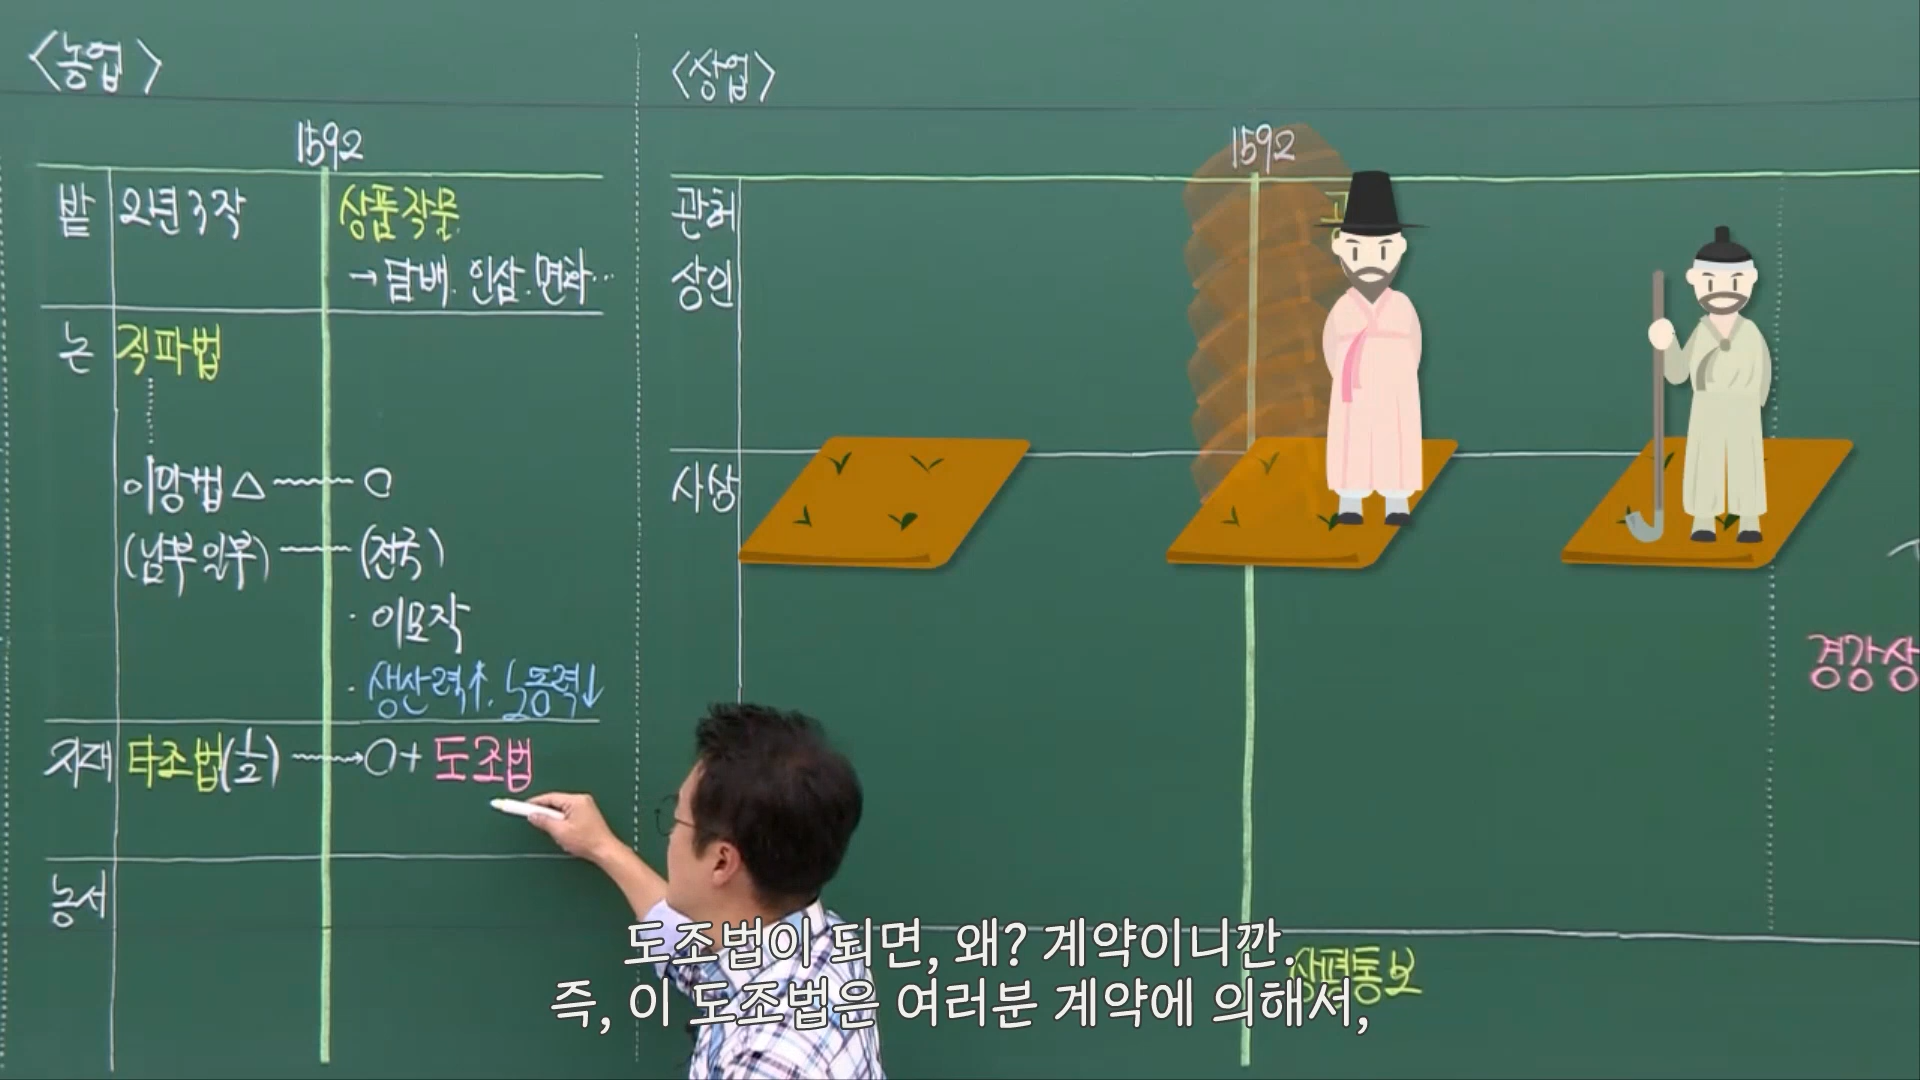 <농업>
1592
밭 2년 3작 상품작물
→ 담배. 인삼. 면화…
논 직파법
이앙법 △ ○
(남부 일부) (전국)
· 이모작
· 생산력↑. 노동력↓
지대 타조법(1/2) → ○ + 도조법
농서
<상업>
1592
관허
상인
사상
경강상
상평통보
도조법이 되면, 왜? 계약이니깐.
즉, 이 도조법은 여러분 계약에 의해서,